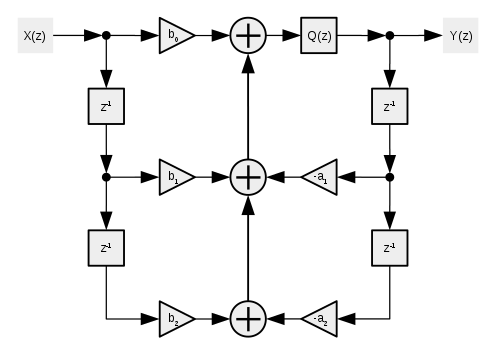 X(z) b₀ Q(z) Y(z)
z⁻¹ z⁻¹
b₁ -a₁
z⁻¹ z⁻¹
b₂ -a₂